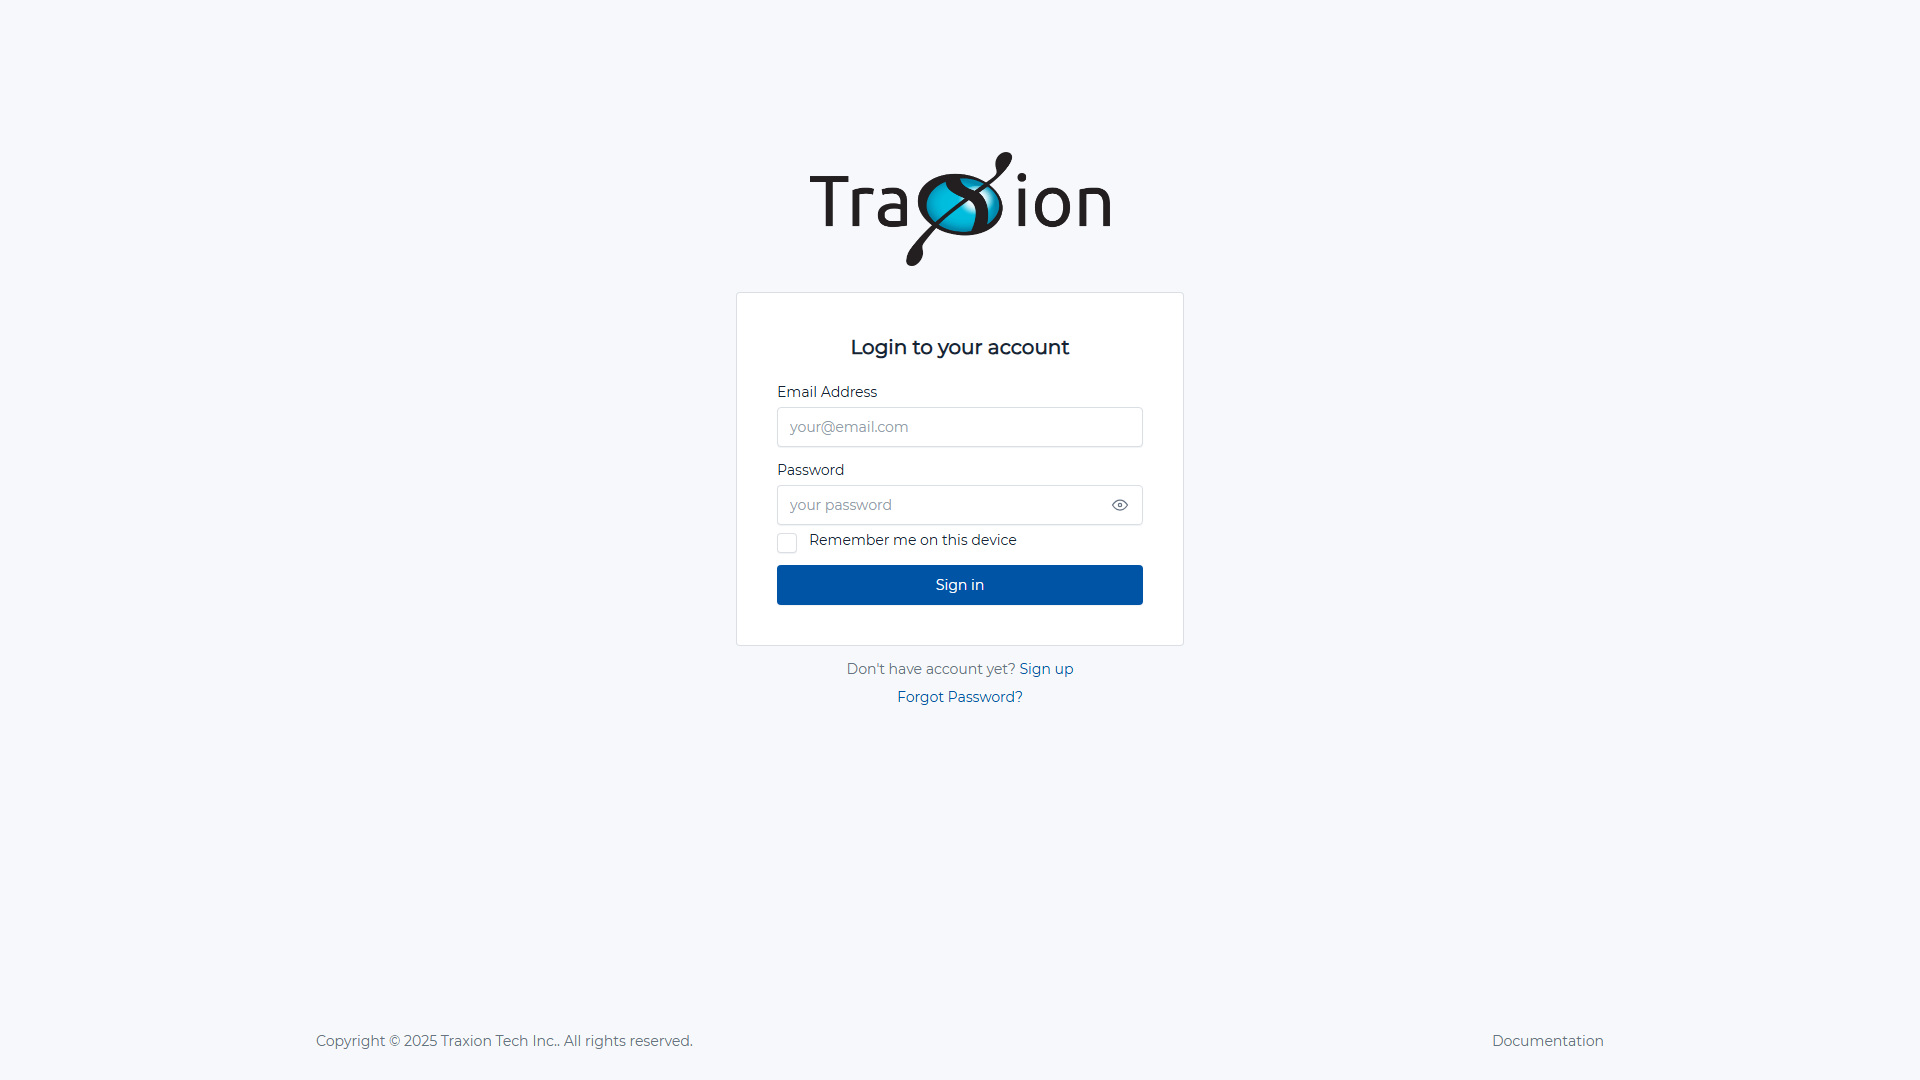 Traxion
Login to your account
Email Address
your@email.com
Password
your password
Remember me on this device
Sign in
Don't have account yet? Sign up
Forgot Password?
Copyright © 2025 Traxion Tech Inc.. All rights reserved.
Documentation